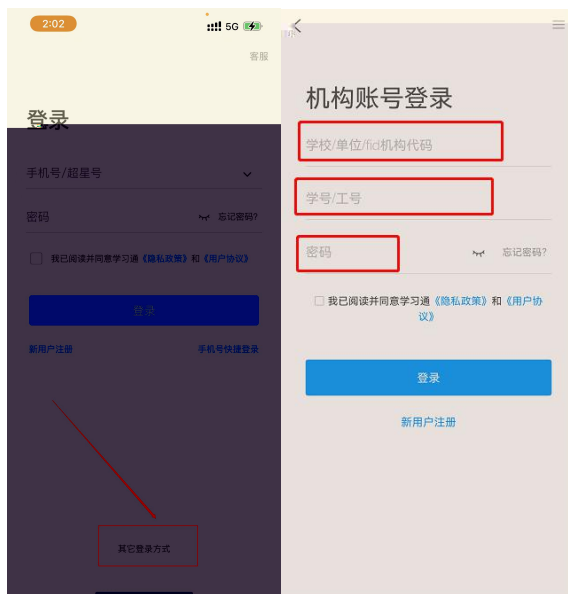 2:02
5G
客服
登录
手机号/超星号
密码
忘记密码?
我已阅读并同意学习通《隐私政策》和《用户协议》
登录
新用户注册
手机号快捷登录
其它登录方式
机构账号登录
学校/单位/fid机构代码
学号/工号
密码
忘记密码?
我已阅读并同意学习通《隐私政策》和《用户协
议》
登录
新用户注册